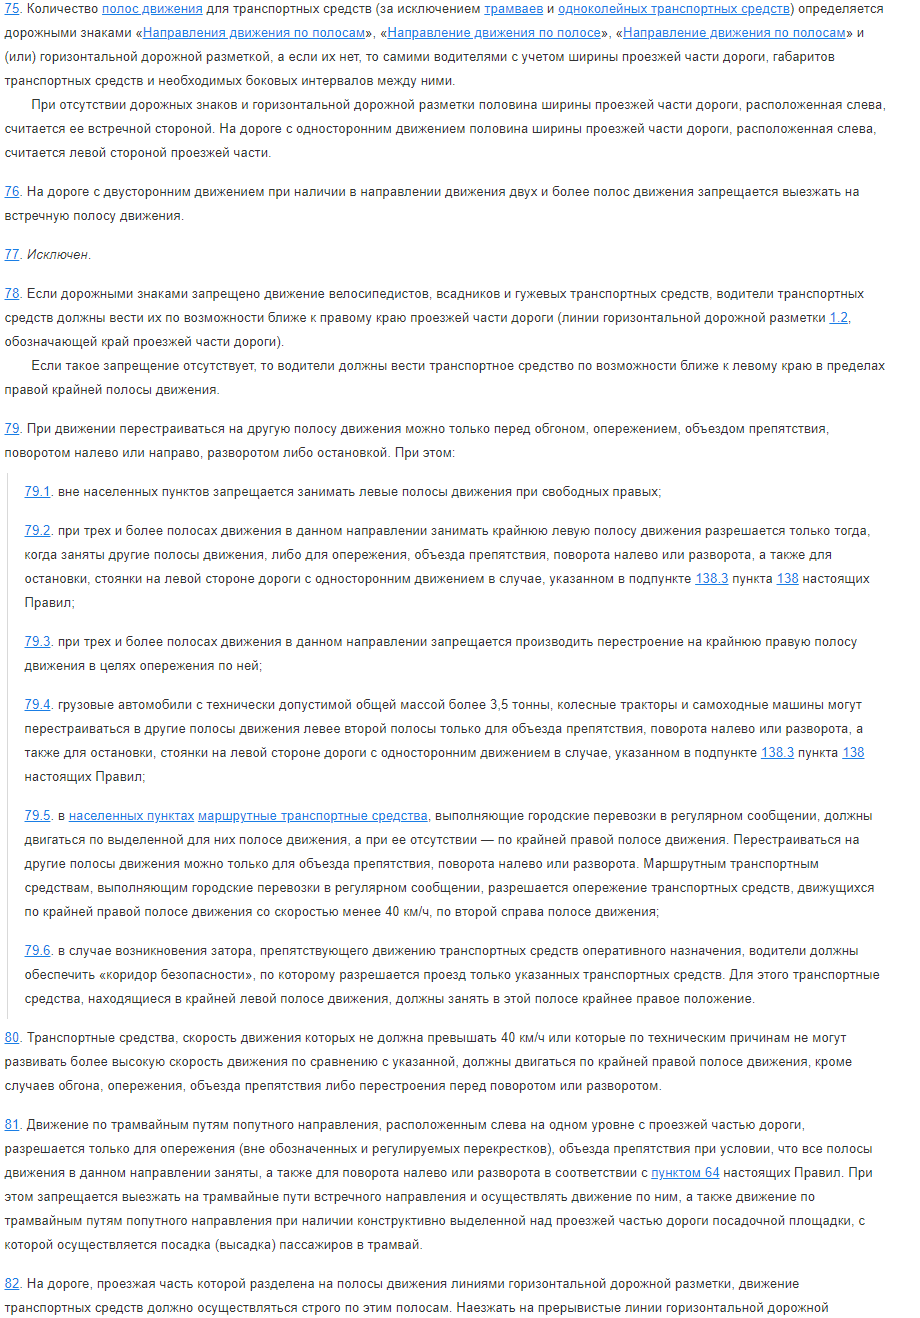 75. Количество полос движения для транспортных средств (за исключением трамваев и одноколейных транспортных средств) определяется
дорожными знаками «Направления движения по полосам», «Направление движения по полосе», «Направление движения по полосам» и
(или) горизонтальной дорожной разметкой, а если их нет, то самими водителями с учетом ширины проезжей части дороги, габаритов
транспортных средств и необходимых боковых интервалов между ними.
При отсутствии дорожных знаков и горизонтальной дорожной разметки половина ширины проезжей части дороги, расположенная слева,
считается ее встречной стороной. На дороге с односторонним движением половина ширины проезжей части дороги, расположенная слева,
считается левой стороной проезжей части.
76. На дороге с двусторонним движением при наличии в направлении движения двух и более полос движения запрещается выезжать на
встречную полосу движения.
77. Исключен.
78. Если дорожными знаками запрещено движение велосипедистов, всадников и гужевых транспортных средств, водители транспортных
средств должны вести их по возможности ближе к правому краю проезжей части дороги (линии горизонтальной дорожной разметки 1.2,
обозначающей край проезжей части дороги).
Если такое запрещение отсутствует, то водители должны вести транспортное средство по возможности ближе к левому краю в пределах
правой крайней полосы движения.
79. При движении перестраиваться на другую полосу движения можно только перед обгоном, опережением, объездом препятствия,
поворотом налево или направо, разворотом либо остановкой. При этом:
79.1. вне населенных пунктов запрещается занимать левые полосы движения при свободных правых;
79.2. при трех и более полосах движения в данном направлении занимать крайнюю левую полосу движения разрешается только тогда,
когда заняты другие полосы движения, либо для опережения, объезда препятствия, поворота налево или разворота, а также для
остановки, стоянки на левой стороне дороги с односторонним движением в случае, указанном в подпункте 138.3 пункта 138 настоящих
Правил;
79.3. при трех и более полосах движения в данном направлении запрещается производить перестроение на крайнюю правую полосу
движения в целях опережения по ней;
79.4. грузовые автомобили с технически допустимой общей массой более 3,5 тонны, колесные тракторы и самоходные машины могут
перестраиваться в другие полосы движения левее второй полосы только для объезда препятствия, поворота налево или разворота, а
также для остановки, стоянки на левой стороне дороги с односторонним движением в случае, указанном в подпункте 138.3 пункта 138
настоящих Правил;
79.5. в населенных пунктах маршрутные транспортные средства, выполняющие городские перевозки в регулярном сообщении, должны
двигаться по выделенной для них полосе движения, а при ее отсутствии — по крайней правой полосе движения. Перестраиваться на
другие полосы движения можно только для объезда препятствия, поворота налево или разворота. Маршрутным транспортным
средствам, выполняющим городские перевозки в регулярном сообщении, разрешается опережение транспортных средств, движущихся
по крайней правой полосе движения со скоростью менее 40 км/ч, по второй справа полосе движения;
79.6. в случае возникновения затора, препятствующего движению транспортных средств оперативного назначения, водители должны
обеспечить «коридор безопасности», по которому разрешается проезд только указанных транспортных средств. Для этого транспортные
средства, находящиеся в крайней левой полосе движения, должны занять в этой полосе крайнее правое положение.
80. Транспортные средства, скорость движения которых не должна превышать 40 км/ч или которые по техническим причинам не могут
развивать более высокую скорость движения по сравнению с указанной, должны двигаться по крайней правой полосе движения, кроме
случаев обгона, опережения, объезда препятствия либо перестроения перед поворотом или разворотом.
81. Движение по трамвайным путям попутного направления, расположенным слева на одном уровне с проезжей частью дороги,
разрешается только для опережения (вне обозначенных и регулируемых перекрестков), объезда препятствия при условии, что все полосы
движения в данном направлении заняты, а также для поворота налево или разворота в соответствии с пунктом 64 настоящих Правил. При
этом запрещается выезжать на трамвайные пути встречного направления и осуществлять движение по ним, а также движение по
трамвайным путям попутного направления при наличии конструктивно выделенной над проезжей частью дороги посадочной площадки, с
которой осуществляется посадка (высадка) пассажиров в трамвай.
82. На дороге, проезжая часть которой разделена на полосы движения линиями горизонтальной дорожной разметки, движение
транспортных средств должно осуществляться строго по этим полосам. Наезжать на прерывистые линии горизонтальной дорожной